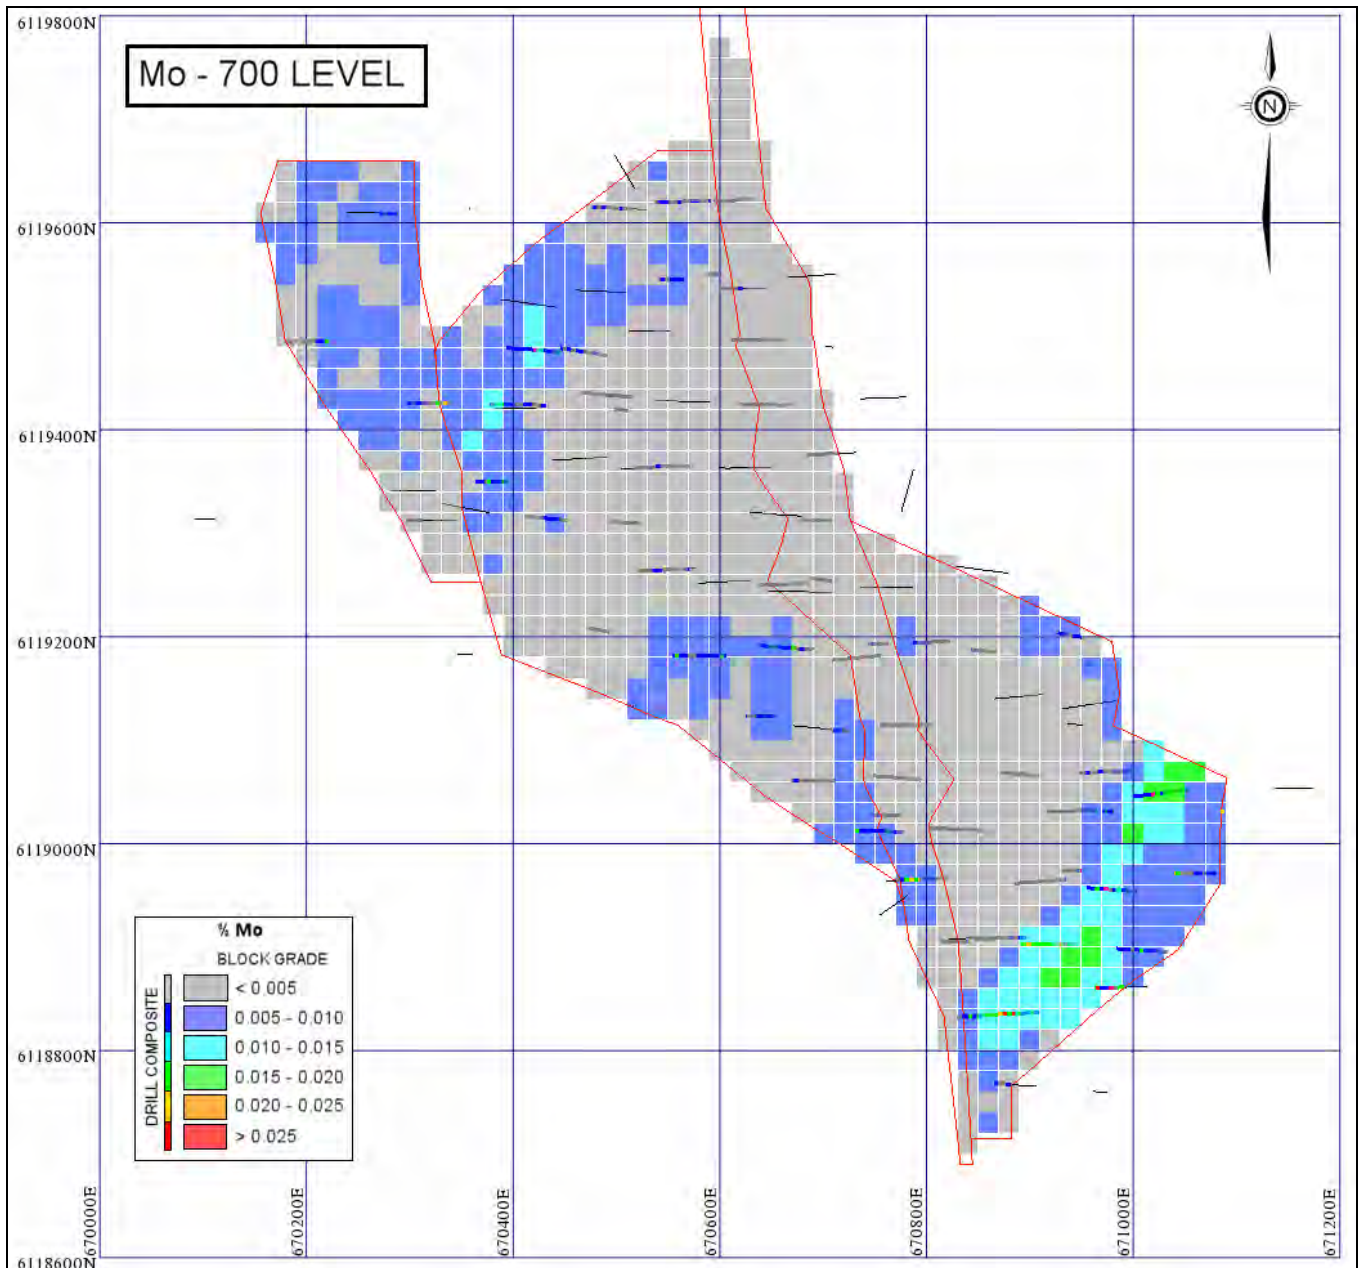 6119800N
Mo - 700 LEVEL
N
6119600N
6119400N
6119200N
6119000N
% Mo
BLOCK GRADE
DRILL COMPOSITE
< 0.005
0.005 - 0.010
0.010 - 0.015
0.015 - 0.020
0.020 - 0.025
> 0.025
6118800N
6118600N
670000E
670200E
670400E
670600E
670800E
671000E
671200E